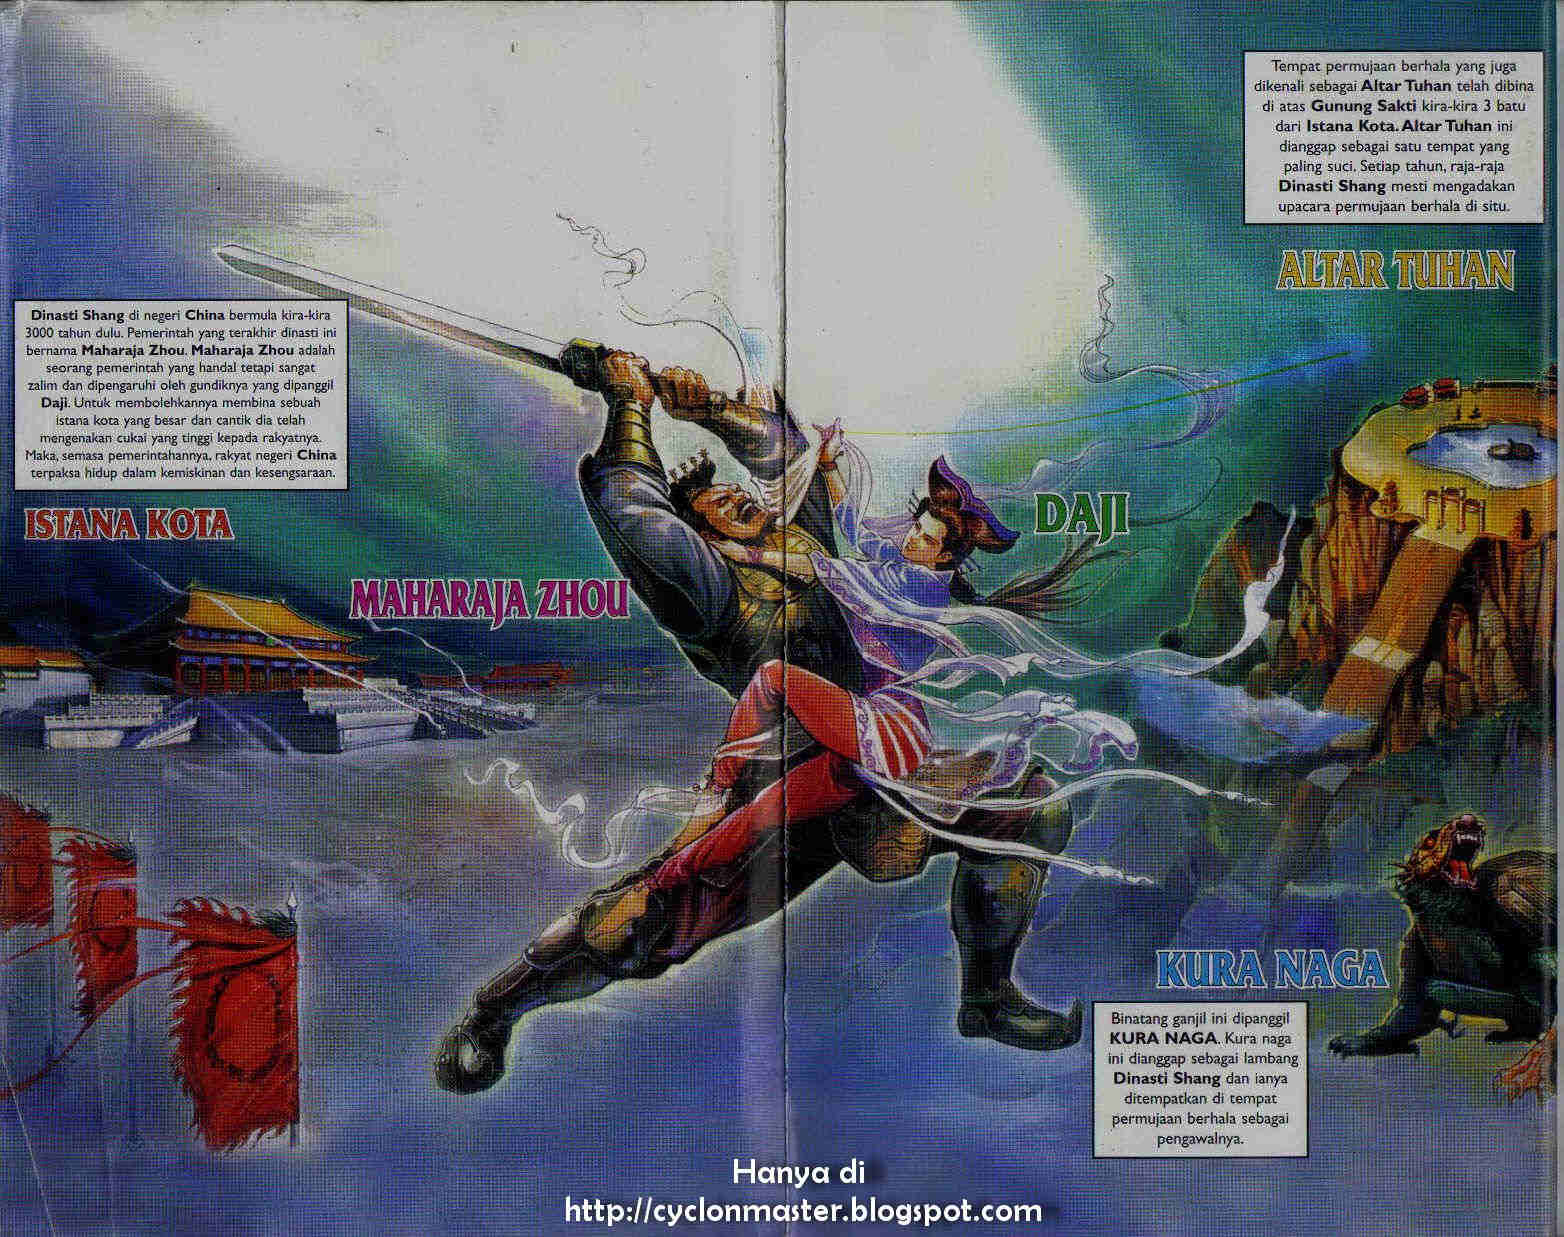 Tempat permujaan berhala yang juga
dikenali sebagai Altar Tuhan telah dibina
di atas Gunung Sakti kira-kira 3 batu
dari Istana Kota. Altar Tuhan ini
dianggap sebagai satu tempat yang
paling suci. Setiap tahun, raja-raja
Dinasti Shang mesti mengadakan
upacara permujaan berhala di situ.
ALTAR TUHAN
Dinasti Shang di negeri China bermula kira-kira
3000 tahun dulu. Pemerintah yang terakhir dinasti ini
bernama Maharaja Zhou. Maharaja Zhou adalah
seorang pemerintah yang handal tetapi sangat
zalim dan dipengaruhi oleh gundiknya yang dipanggil
Daji. Untuk membolehkannya membina sebuah
istana kota yang besar dan cantik dia telah
mengenakan cukai yang tinggi kepada rakyatnya.
Maka, semasa pemerintahannya, rakyat negeri China
terpaksa hidup dalam kemiskinan dan kesengsaraan.
ISTANA KOTA
DAJI
MAHARAJA ZHOU
KURA NAGA
Binatang ganjil ini dipanggil
KURA NAGA. Kura naga
ini dianggap sebagai lambang
Dinasti Shang dan ianya
ditempatkan di tempat
permujaan berhala sebagai
pengawalnya.
Hanya di
http://cyclonmaster.blogspot.com